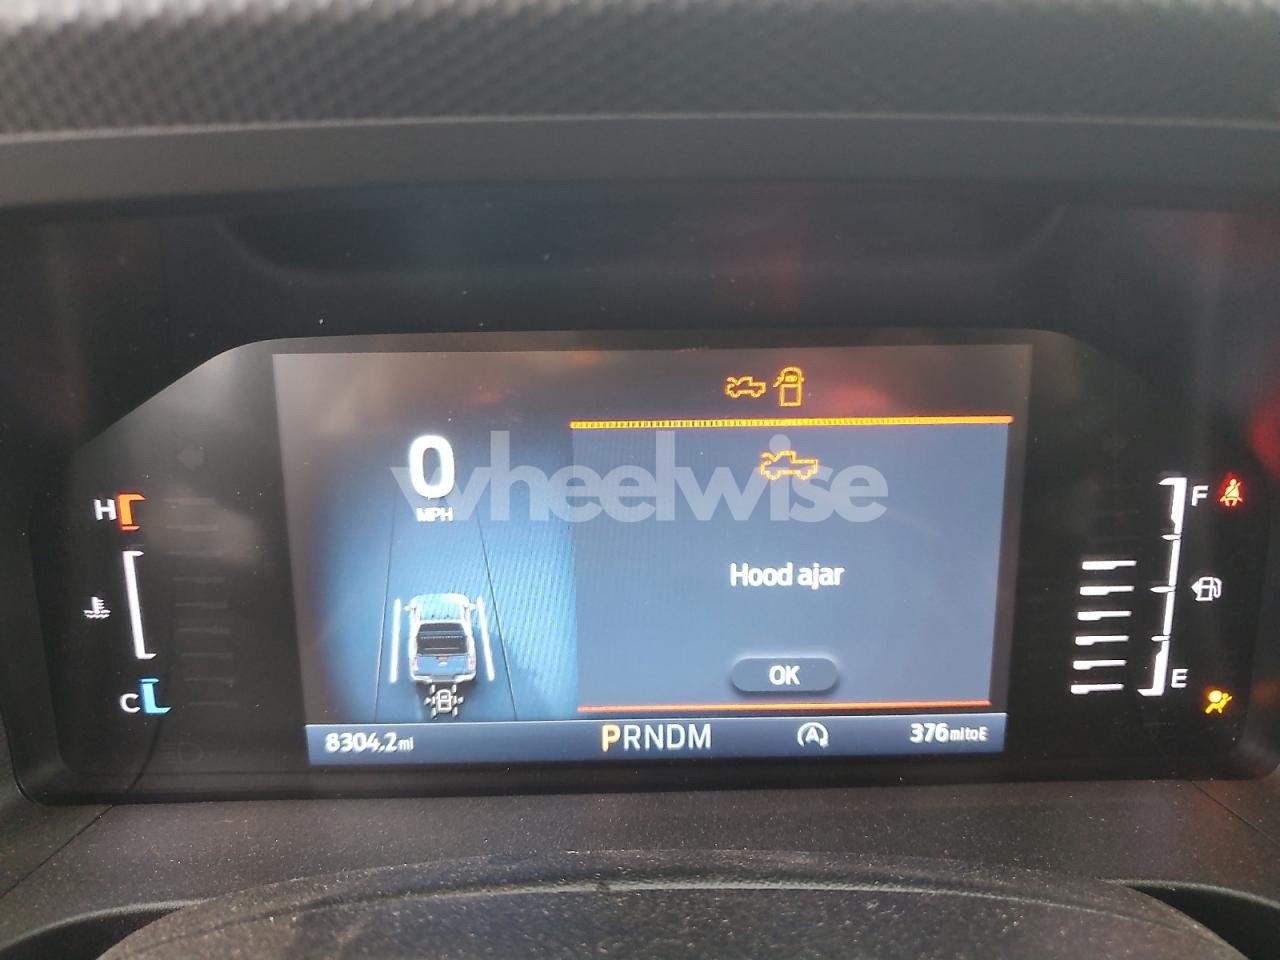 0
MPH
wheelwise
Hood ajar
OK
H
C
F
E
8304.2 mi
PRNDM
A
376 mi to E